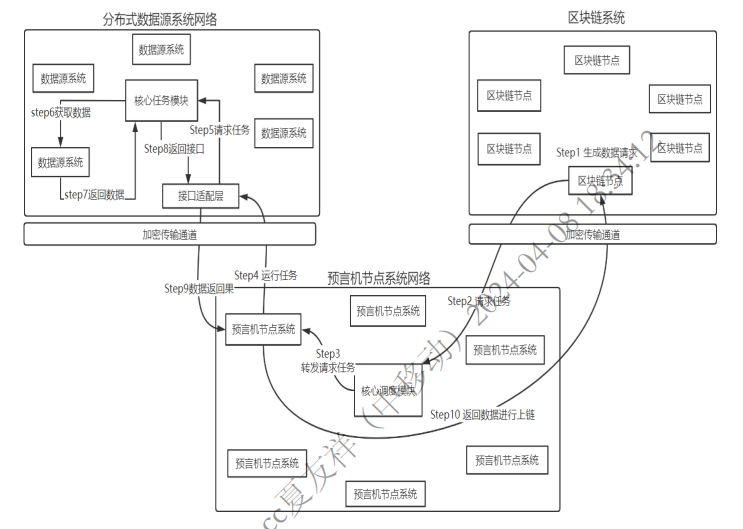 分布式数据源系统网络
区块链系统
数据源系统
数据源系统
数据源系统
数据源系统
数据源系统
核心任务模块
step6获取数据
Step5请求任务
Step8返回接口
step7返回数据
接口适配层
加密传输通道
区块链节点
区块链节点
区块链节点
区块链节点
区块链节点
Step1 生成数据请求
区块链节点
加密传输通道
Step4 运行任务
预言机节点系统网络
Step9数据返回果
Step2 请求任务
预言机节点系统
预言机节点系统
预言机节点系统
Step3
转发请求任务
核心调度模块
Step10 返回数据进行上链
预言机节点系统
预言机节点系统
预言机节点系统
cc夏友祥（中移动） 2024-04-08 18:34:12